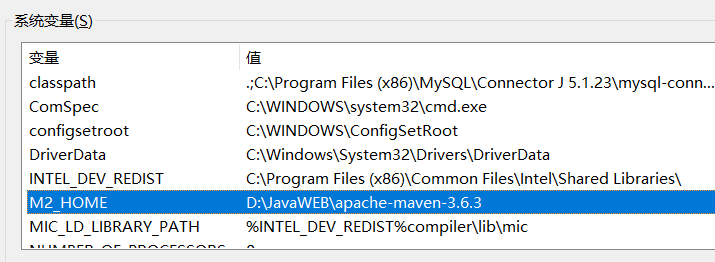 系统变量(S)
变量 值
classpath .;C:\Program Files (x86)\MySQL\Connector J 5.1.23\mysql-conn...
ComSpec C:\WINDOWS\system32\cmd.exe
configsetroot C:\WINDOWS\ConfigSetRoot
DriverData C:\Windows\System32\Drivers\DriverData
INTEL_DEV_REDIST C:\Program Files (x86)\Common Files\Intel\Shared Libraries\
M2_HOME D:\JavaWEB\apache-maven-3.6.3
MIC_LD_LIBRARY_PATH %INTEL_DEV_REDIST%compiler\lib\mic
NUMBER_OF_PROCESSORS